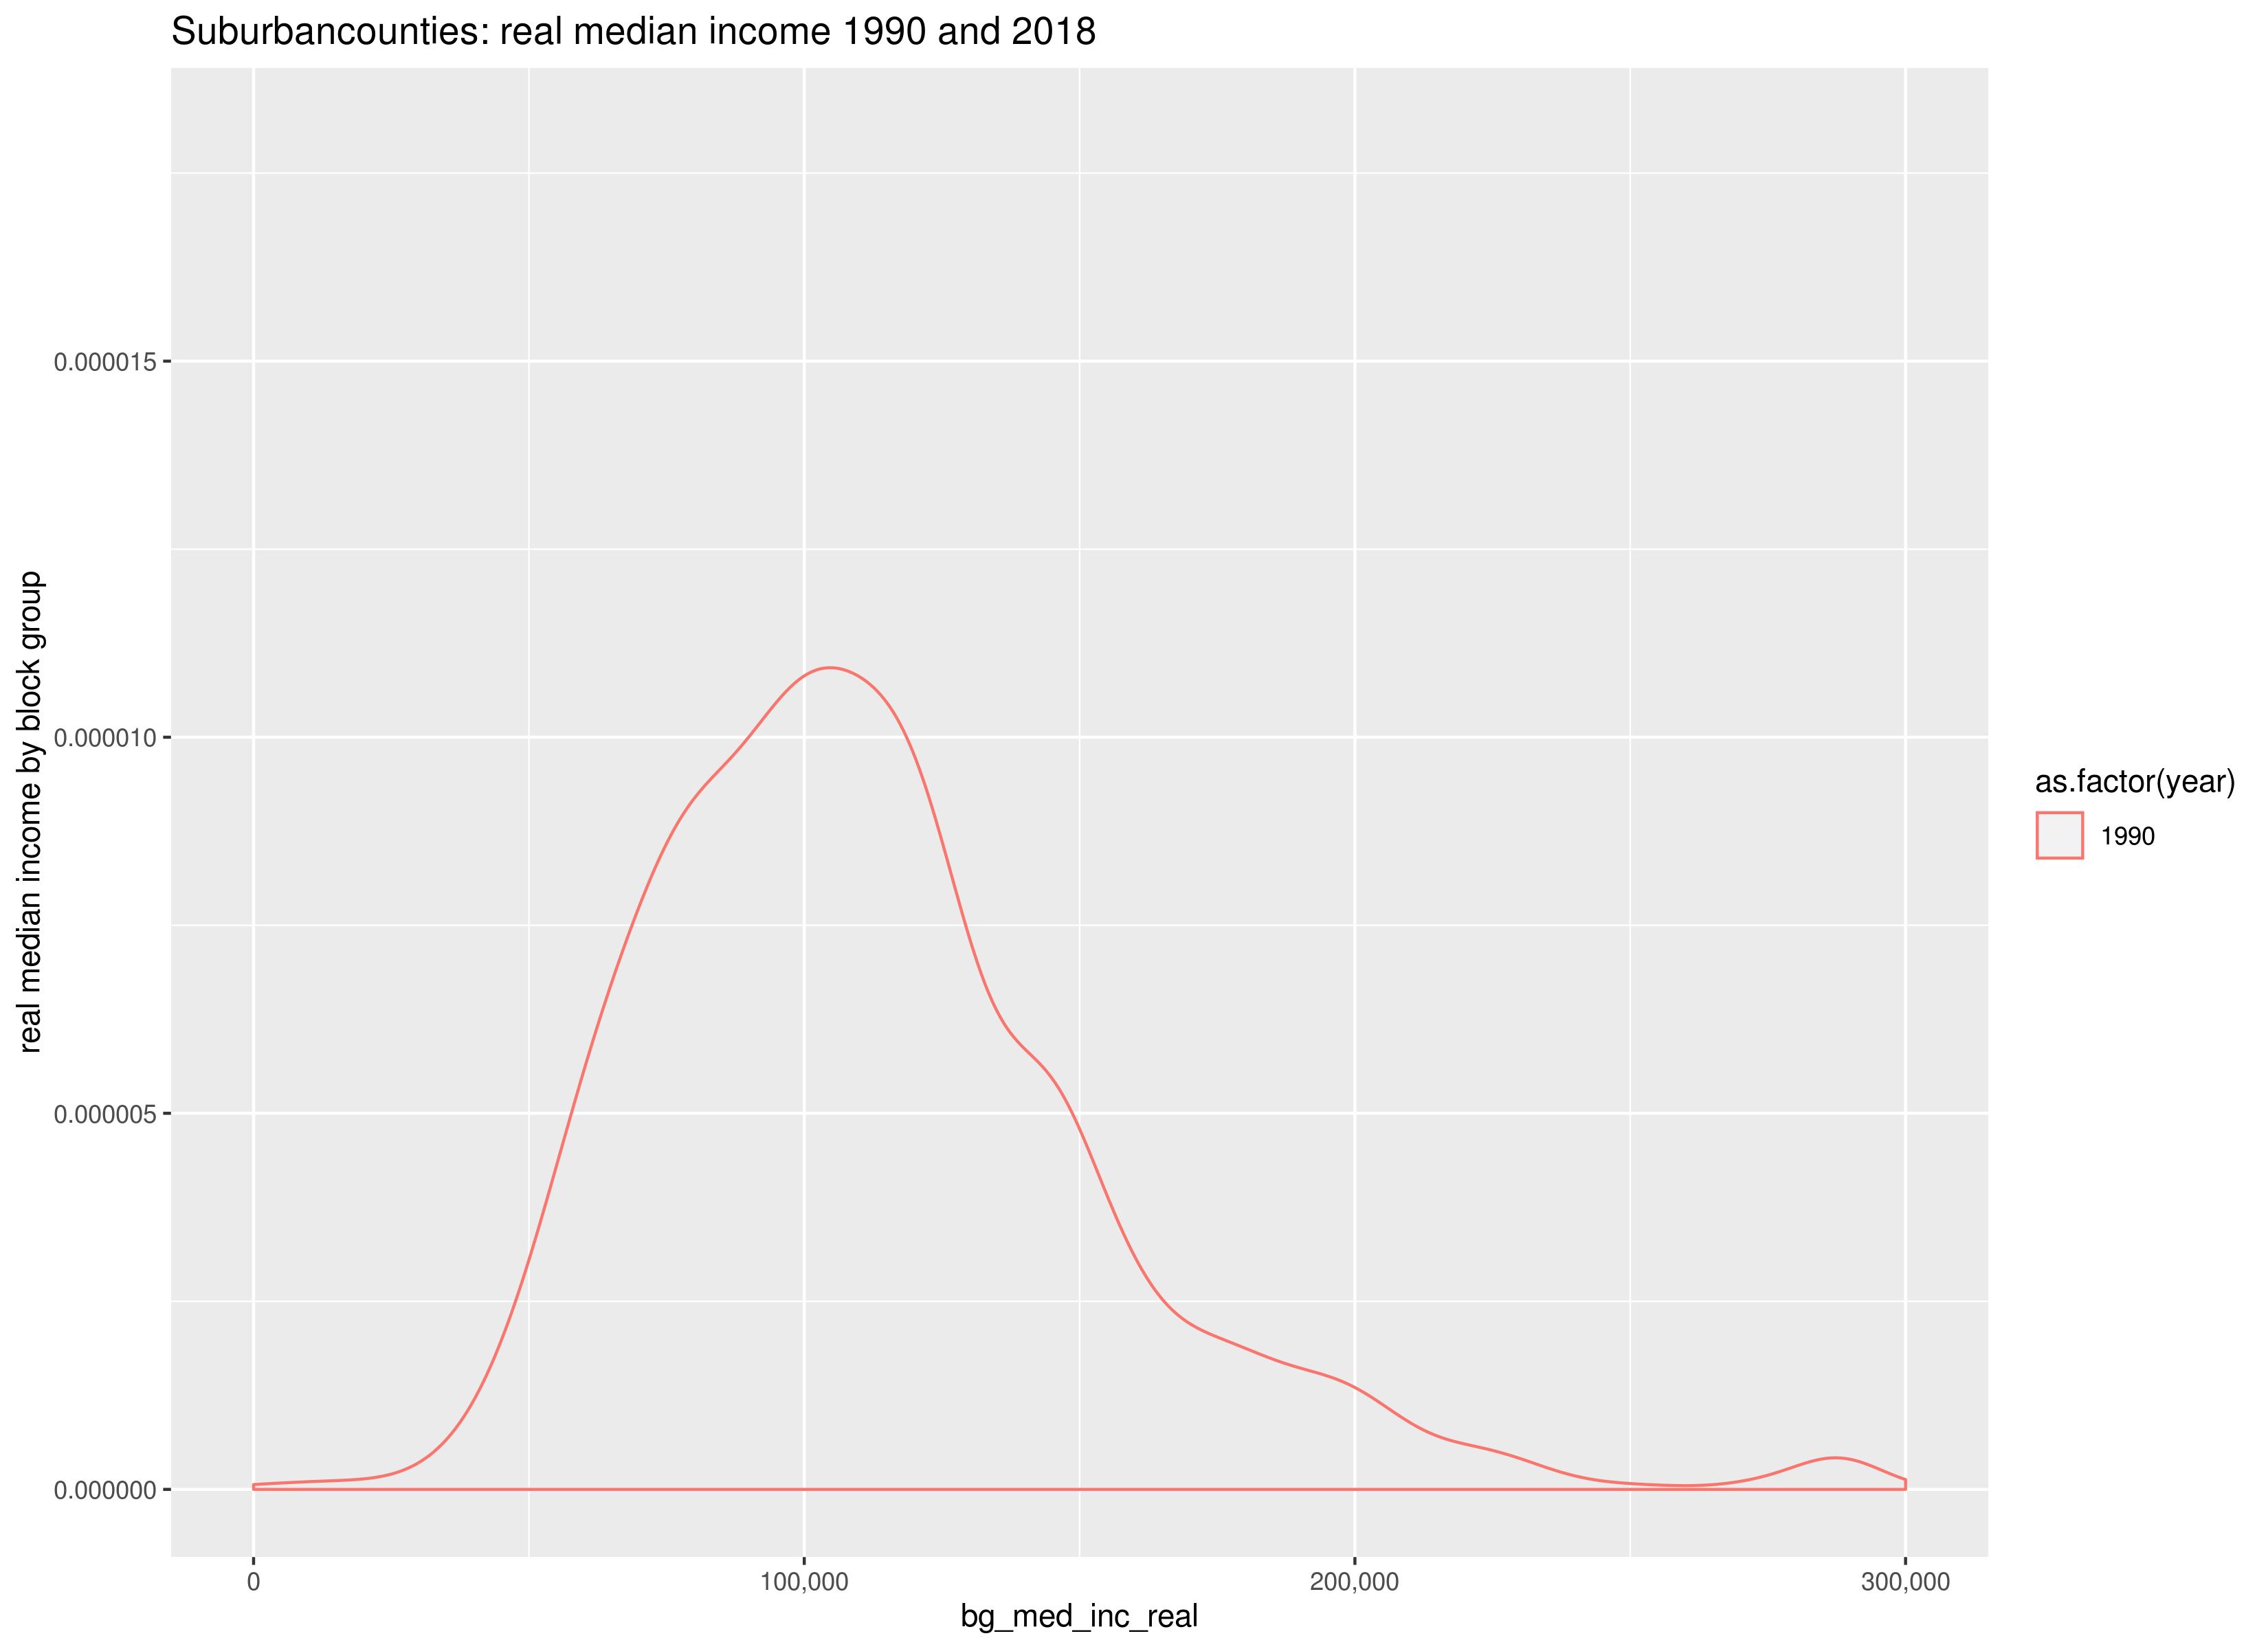 Suburbancounties: real median income 1990 and 2018
real median income by block group
0.000015
0.000010
0.000005
0.000000
0
100,000
200,000
300,000
bg_med_inc_real
as.factor(year)
1990